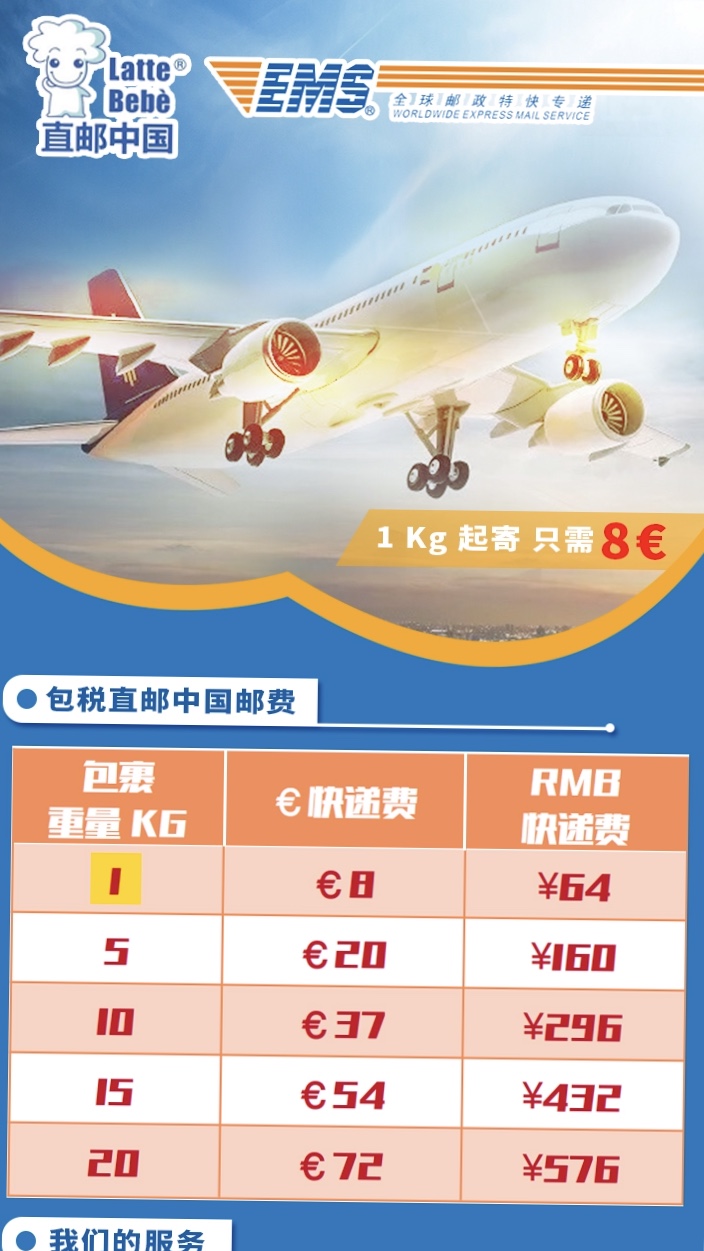 Latte®
Bebè
直邮中国
EMS®
全球邮政特快专递
WORLDWIDE EXPRESS MAIL SERVICE
1 Kg 起寄 只需8€
包税直邮中国邮费
包裹
重量 KG
€快递费
RMB
快递费
1 €8 ¥64
5 €20 ¥160
10 €37 ¥296
15 €54 ¥432
20 €72 ¥576
我们的服务